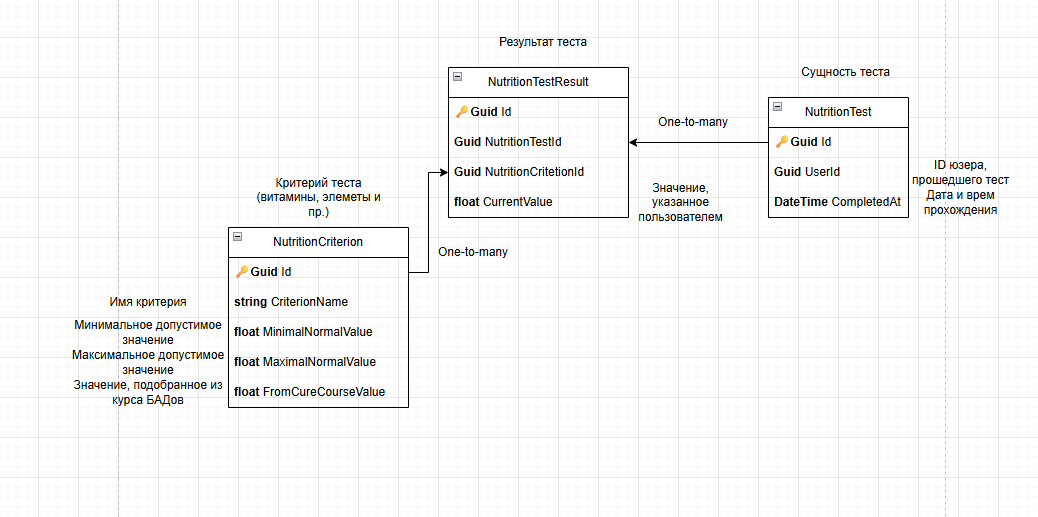 Результат теста
NutritionTestResult
Guid Id
Guid NutritionTestId
Guid NutritionCritetionId
float CurrentValue
Сущность теста
NutritionTest
Guid Id
Guid UserId
DateTime CompletedAt
One-to-many
ID юзера,
прошедшего тест
Дата и врем
прохождения
Значение,
указанное
пользователем
Критерий теста
(витамины, элеметы и
пр.)
NutritionCriterion
Guid Id
string CriterionName
float MinimalNormalValue
float MaximalNormalValue
float FromCureCourseValue
One-to-many
Имя критерия
Минимальное допустимое
значение
Максимальное допустимое
значение
Значение, подобранное из
курса БАДов